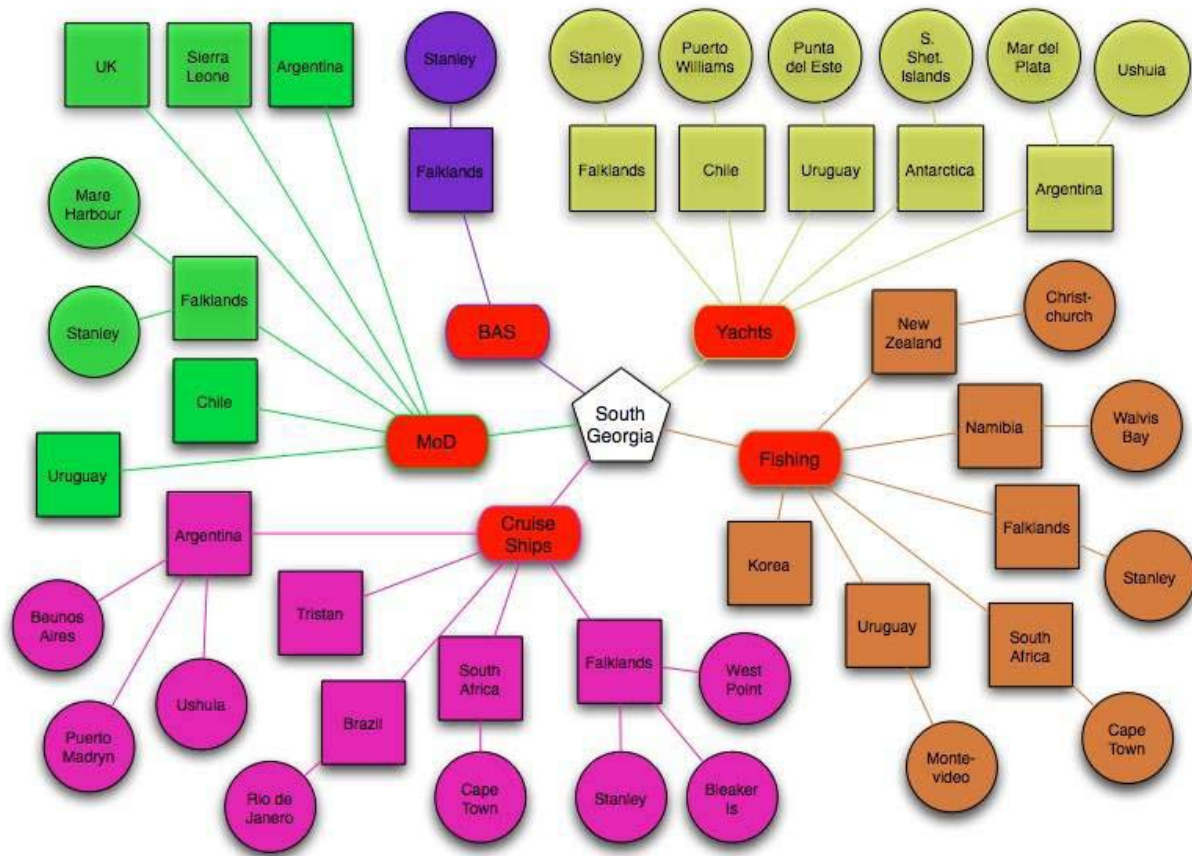 UK
Sierra
Leone
Argentina
Stanley
Stanley
Puerto
Williams
Punta
del Este
S.
Shet.
Islands
Mar del
Plata
Ushuia
Falklands
Falklands
Chile
Uruguay
Antarctica
Argentina
Mare
Harbour
Falklands
Stanley
Chile
Uruguay
BAS
Yachts
MoD
South
Georgia
Fishing
Cruise
Ships
New
Zealand
Christ-
church
Namibia
Walvis
Bay
Falklands
Stanley
Korea
Uruguay
South
Africa
Monte-
video
Cape
Town
Argentina
Beunos
Aires
Puerto
Madryn
Ushuia
Tristan
Brazil
Rio de
Janero
South
Africa
Cape
Town
Falklands
West
Point
Stanley
Bleaker
Is